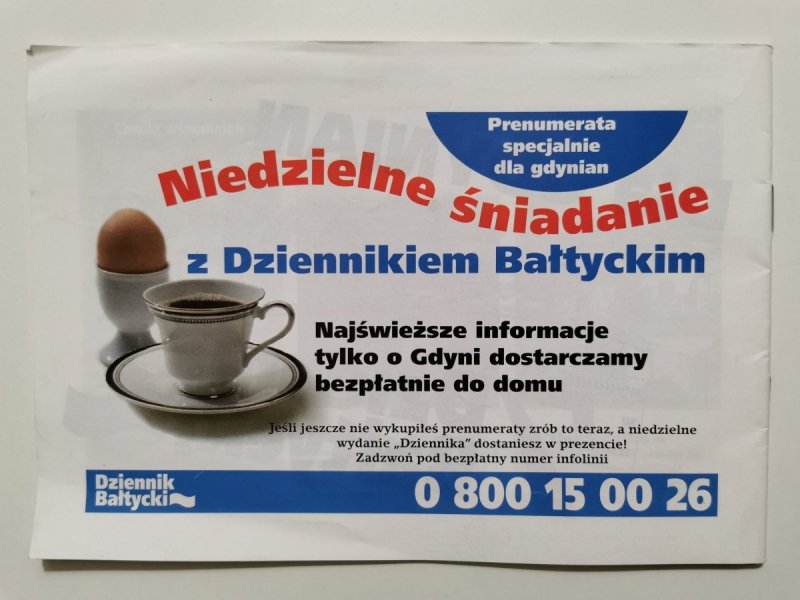 Prenumerata
specjalnie
dla gdynian
Niedzielne śniadanie
z Dziennikiem Bałtyckim
Najświeższe informacje
tylko o Gdyni dostarczamy
bezpłatnie do domu
Jeśli jeszcze nie wykupiłeś prenumeraty zrób to teraz, a niedzielne
wydanie „Dziennika” dostaniesz w prezencie!
Zadzwoń pod bezpłatny numer infolinii
Dziennik
Bałtycki
0 800 15 00 26